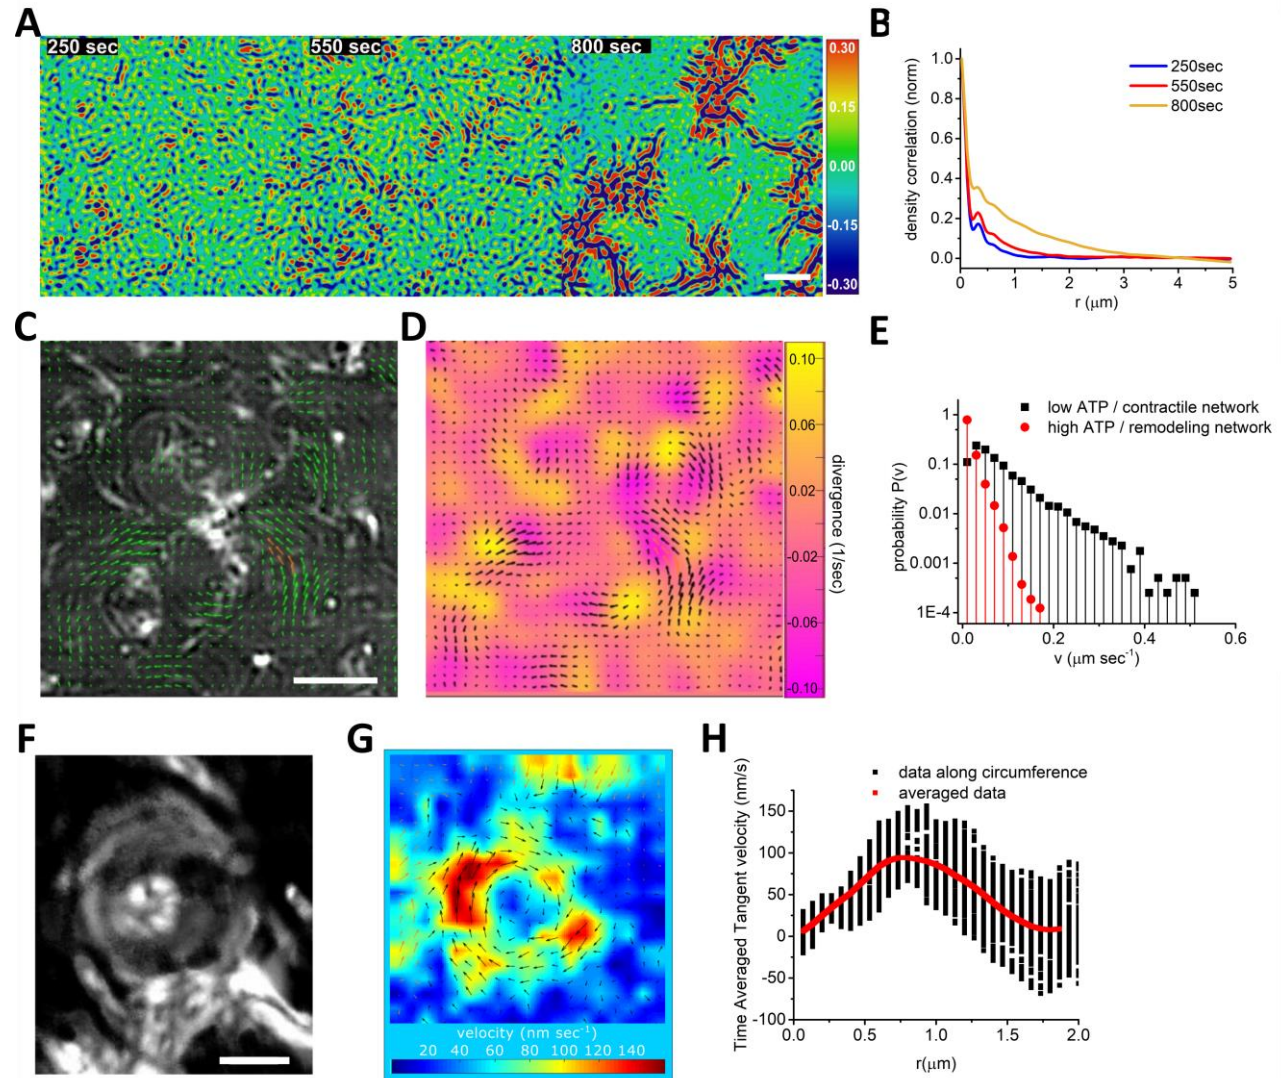 A
250 sec
550 sec
800 sec
0.30
0.15
0.00
-0.15
-0.30
B
density correlation (norm)
1.0
0.8
0.6
0.4
0.2
0.0
250sec
550sec
800sec
0 1 2 3 4 5
r (μm)
C
D
0.10
0.06
0.02
-0.02
-0.06
-0.10
divergence (1/sec)
E
low ATP / contractile network
high ATP / remodeling network
probability P(v)
1
0.1
0.01
0.001
1E-4
0.0 0.2 0.4 0.6
v (μm sec⁻¹)
F
G
velocity (nm sec⁻¹)
20 40 60 80 100 120 140
H
data along circumference
averaged data
Time Averaged Tangent velocity (nm/s)
150
100
50
0
-50
-100
0.0 0.5 1.0 1.5 2.0
r(μm)